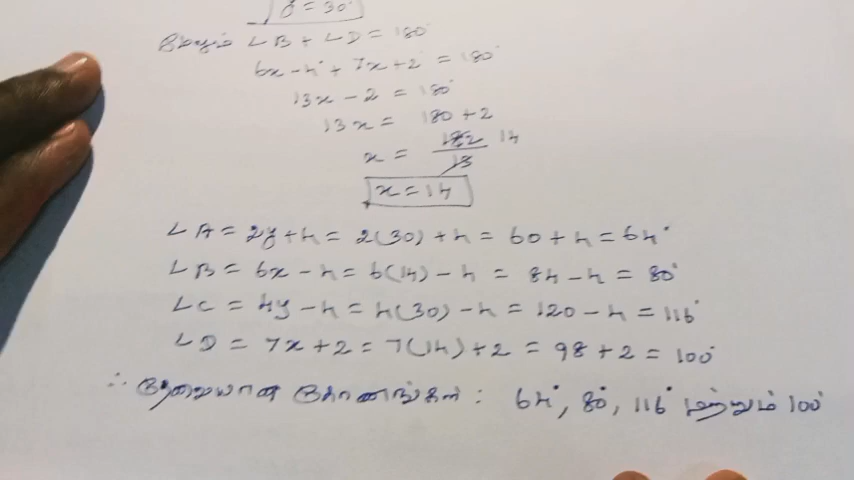 y = 30°
மேலும் ∠B + ∠D = 180°
6x - 4° + 7x + 2° = 180°
13x - 2 = 180°
13x = 180 + 2
x = 182/13 14
x = 14
∠A = 2y + 4 = 2(30) + 4 = 60 + 4 = 64°
∠B = 6x - 4 = 6(14) - 4 = 84 - 4 = 80°
∠C = 4y - 4 = 4(30) - 4 = 120 - 4 = 116°
∠D = 7x + 2 = 7(14) + 2 = 98 + 2 = 100°
∴ தேவையான கோணங்கள் : 64°, 80°, 116° மற்றும் 100°